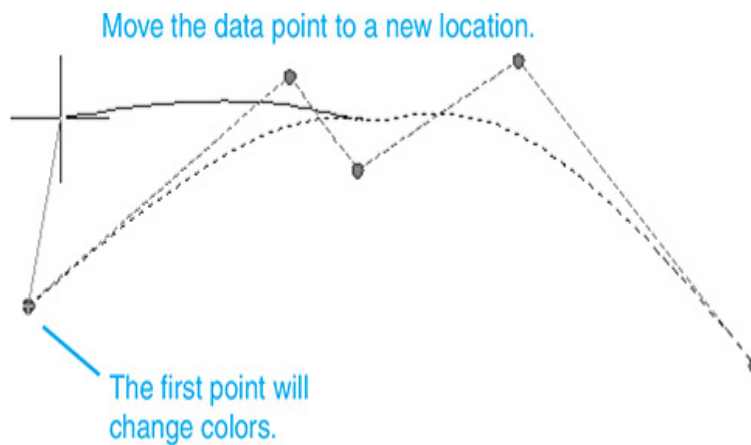 Move the data point to a new location.
The first point will
change colors.